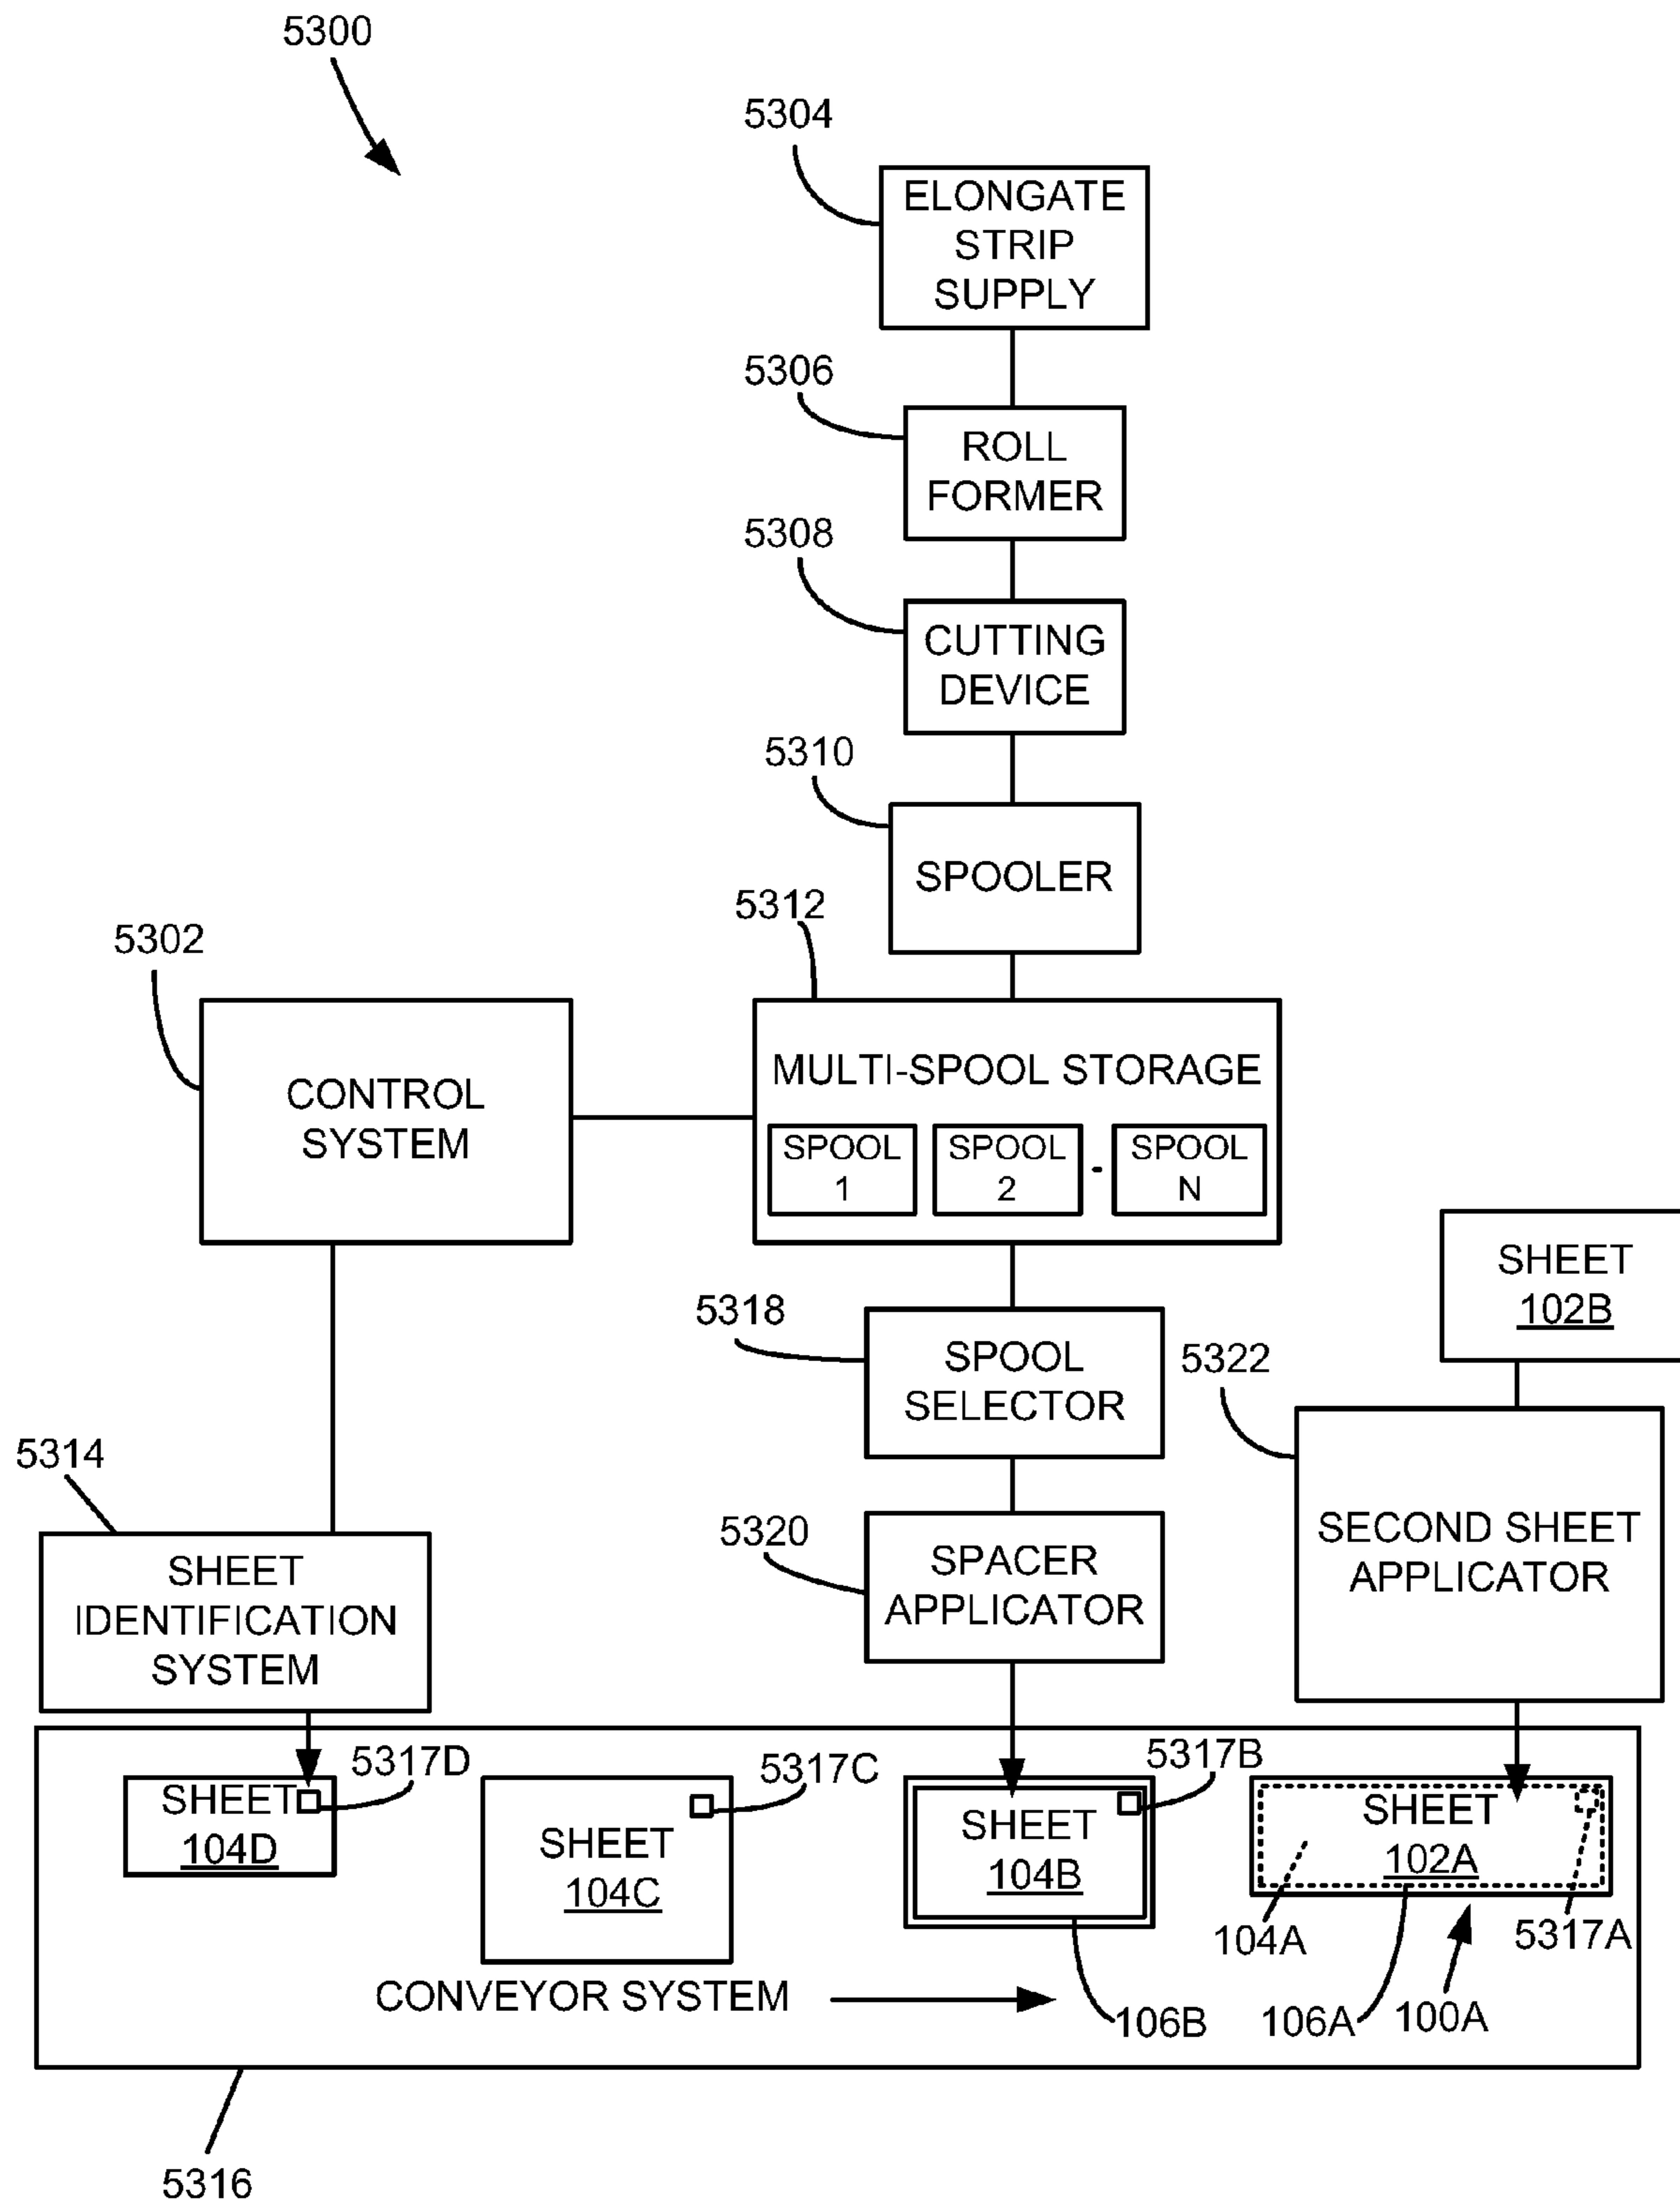 5300
5304
ELONGATE
STRIP
SUPPLY
5306
ROLL
FORMER
5308
CUTTING
DEVICE
5310
SPOOLER
5312
5302
CONTROL
SYSTEM
MULTI-SPOOL STORAGE
SPOOL
1
SPOOL
2
-
SPOOL
N
SHEET
102B
5318
SPOOL
SELECTOR
5322
5314
SHEET
IDENTIFICATION
SYSTEM
5320
SPACER
APPLICATOR
SECOND SHEET
APPLICATOR
5317D
5317C
5317B
SHEET
104D
SHEET
104C
SHEET
104B
SHEET
102A
104A
5317A
CONVEYOR SYSTEM
106B
106A
100A
5316